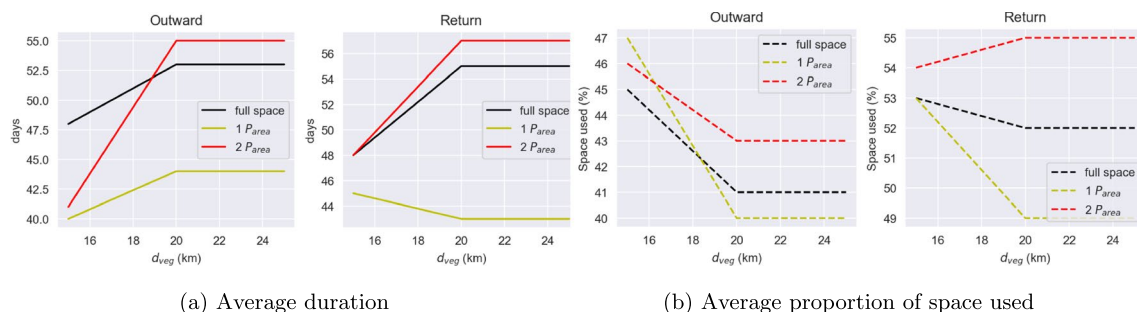 Outward
55.0
52.5
50.0
47.5
45.0
42.5
40.0
days
full space
1 P_area
2 P_area
16 18 20 22 24
d_veg (km)
Return
56
54
52
50
48
46
44
days
full space
1 P_area
2 P_area
16 18 20 22 24
d_veg (km)
(a) Average duration
Outward
47
46
45
44
43
42
41
40
Space used (%)
full space
1 P_area
2 P_area
16 18 20 22 24
d_veg (km)
Return
55
54
53
52
51
50
49
Space used (%)
full space
1 P_area
2 P_area
16 18 20 22 24
d_veg (km)
(b) Average proportion of space used